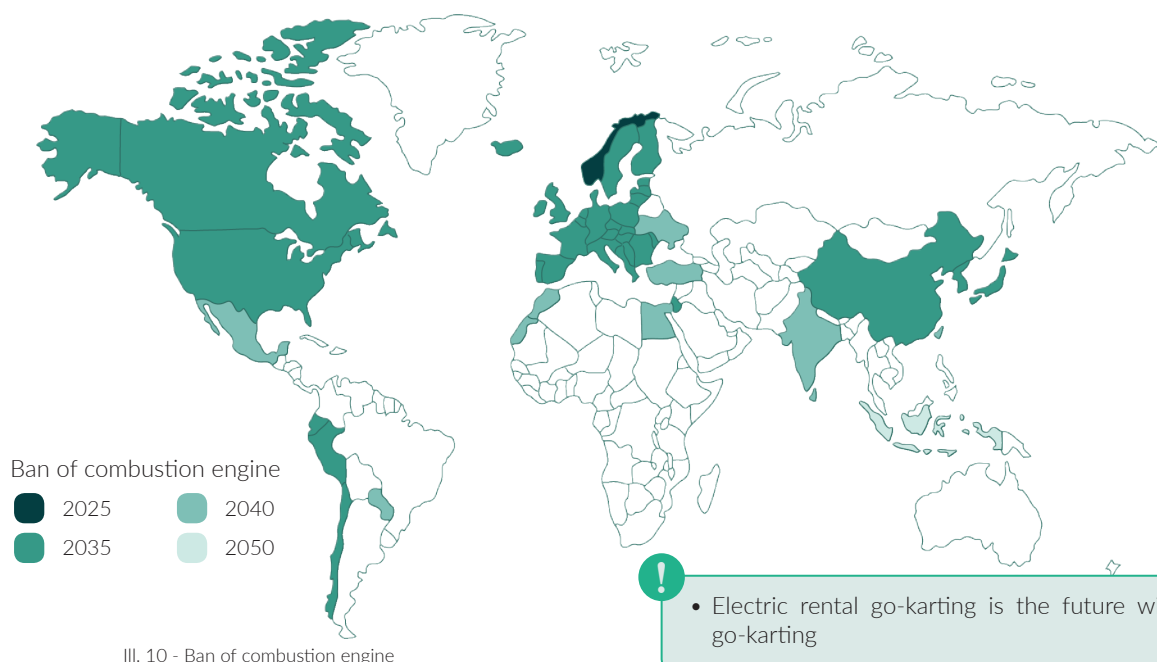 Ban of combustion engine
2025 2040
2035 2050
Ill. 10 - Ban of combustion engine
!
• Electric rental go-karting is the future w
go-karting